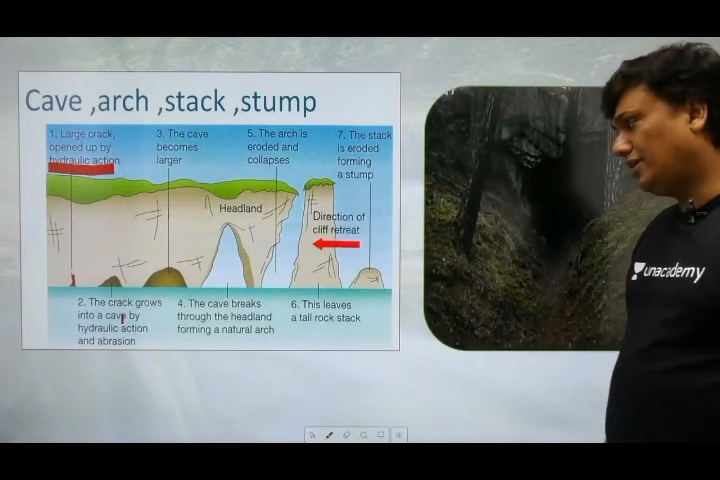 Cave ,arch ,stack ,stump
1. Large crack,
opened up by
hydraulic action
3. The cave
becomes
larger
5. The arch is
eroded and
collapses
7. The stack
is eroded
forming
a stump
Headland
Direction of
cliff retreat
2. The crack grows
into a cave by
hydraulic action
and abrasion
4. The cave breaks
through the headland
forming a natural arch
6. This leaves
a tall rock stack
unacademy